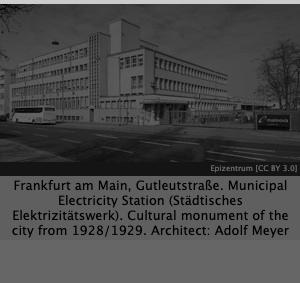 Epizentrum [CC BY 3.0]
Frankfurt am Main, Gutleutstraße. Municipal
Electricity Station (Städtisches
Elektrizitätswerk). Cultural monument of the
city from 1928/1929. Architect: Adolf Meyer